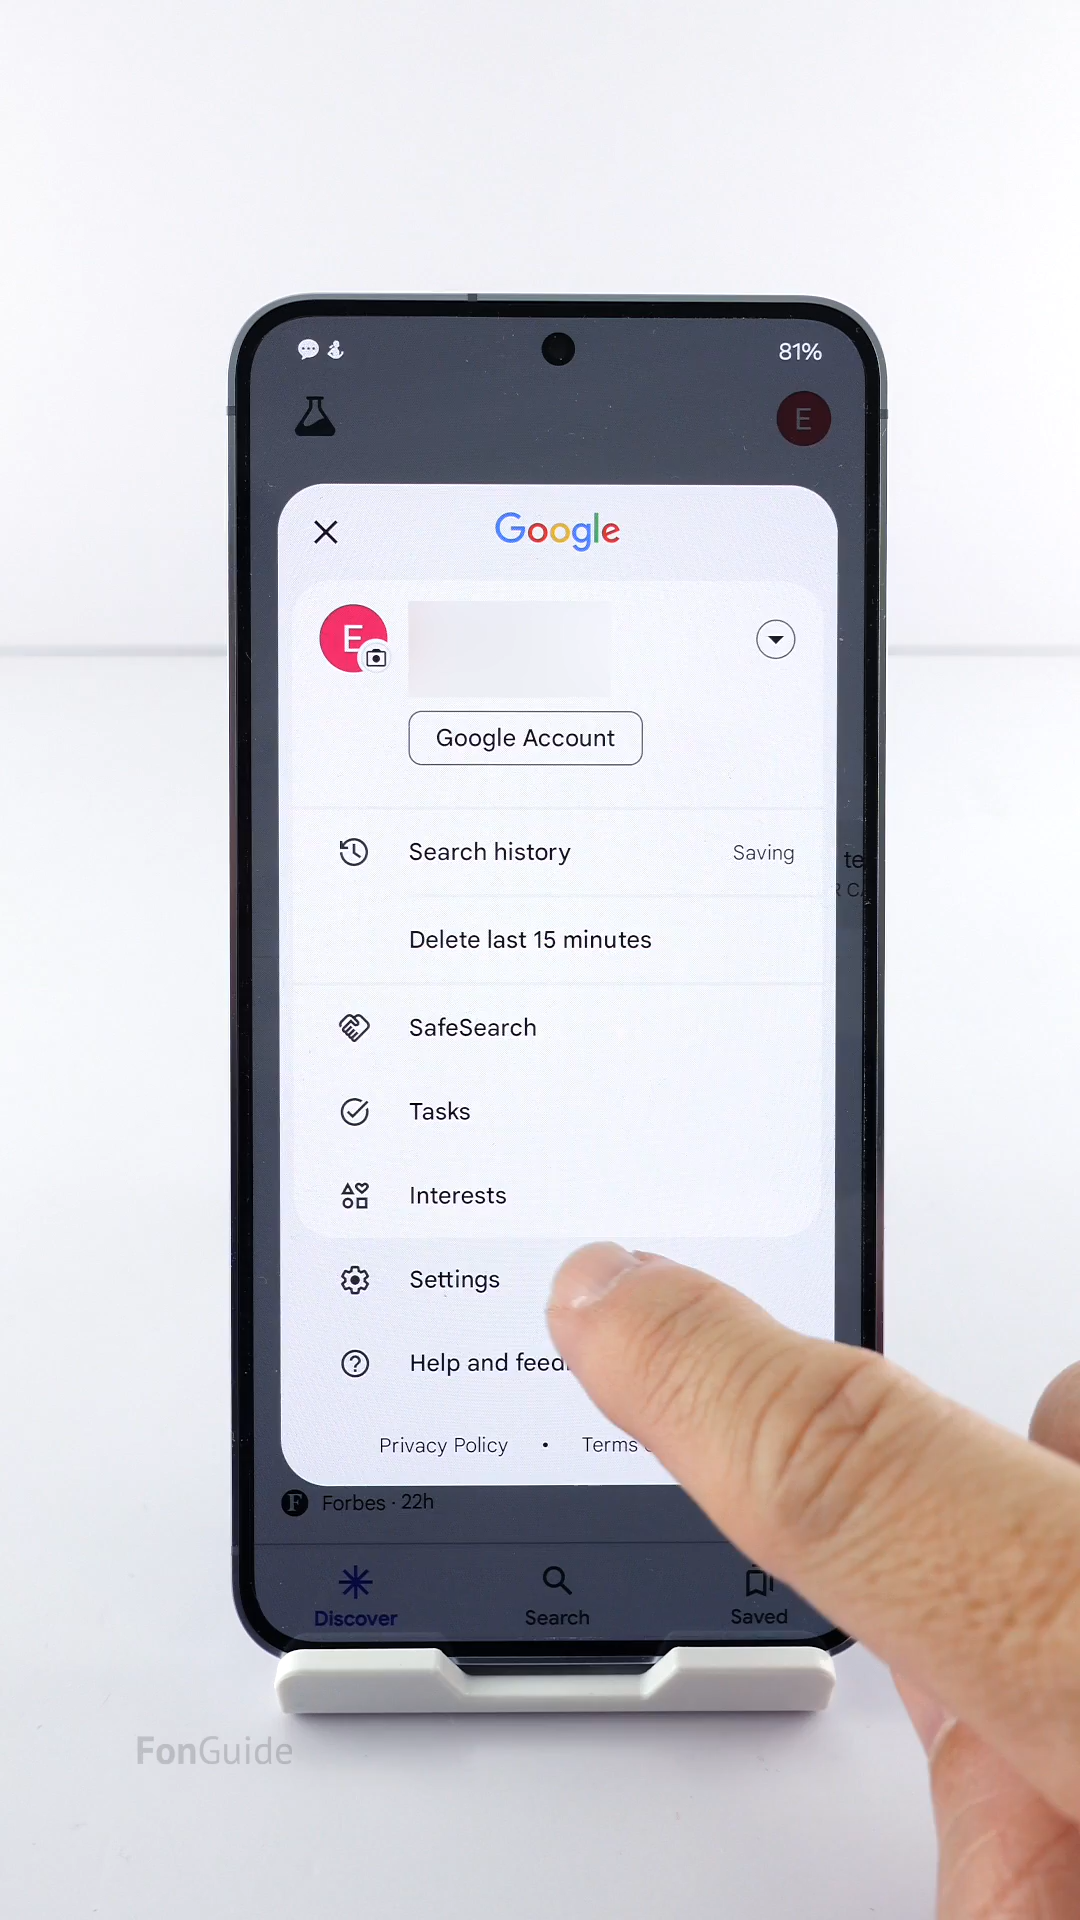 81%
E
Google
E
Google Account
Search history Saving
te
Delete last 15 minutes
SafeSearch
Tasks
Interests
Settings
Help and
Privacy Policy • Terms
Forbes · 22h
Discover Search Saved
FonGuide